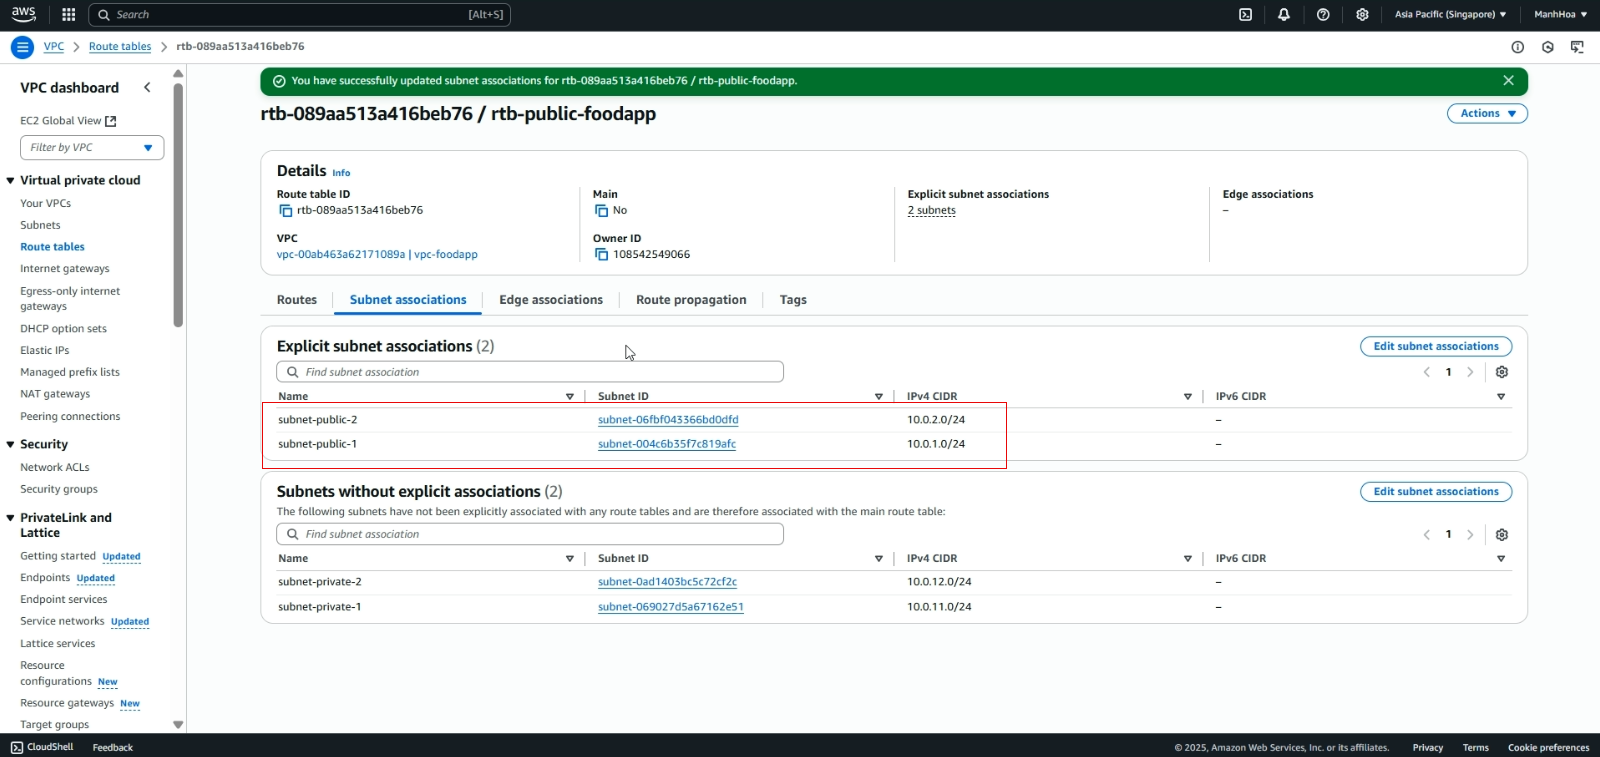 aws Search [Alt+S] Asia Pacific (Singapore) ManhHoa
VPC Route tables rtb-089aa513a416beb76
VPC dashboard
EC2 Global View
Filter by VPC
Virtual private cloud
Your VPCs
Subnets
Route tables
Internet gateways
Egress-only internet
gateways
DHCP option sets
Elastic IPs
Managed prefix lists
NAT gateways
Peering connections
Security
Network ACLs
Security groups
PrivateLink and
Lattice
Getting started Updated
Endpoints Updated
Endpoint services
Service networks Updated
Lattice services
Resource
configurations New
Resource gateways New
Target groups
You have successfully updated subnet associations for rtb-089aa513a416beb76 / rtb-public-foodapp.
rtb-089aa513a416beb76 / rtb-public-foodapp
Actions
Details Info
Route table ID
rtb-089aa513a416beb76
Main
No
Explicit subnet associations
2 subnets
Edge associations
–
VPC
vpc-00ab463a62171089a | vpc-foodapp
Owner ID
108542549066
Routes Subnet associations Edge associations Route propagation Tags
Explicit subnet associations (2)
Edit subnet associations
Find subnet association
1
Name Subnet ID IPv4 CIDR IPv6 CIDR
subnet-public-2 subnet-06fbf043366bd0dfd 10.0.2.0/24 –
subnet-public-1 subnet-004c6b35f7c819afc 10.0.1.0/24 –
Subnets without explicit associations (2)
Edit subnet associations
The following subnets have not been explicitly associated with any route tables and are therefore associated with the main route table:
Find subnet association
1
Name Subnet ID IPv4 CIDR IPv6 CIDR
subnet-private-2 subnet-0ad1403bc5c72cf2c 10.0.12.0/24 –
subnet-private-1 subnet-069027d5a67162e51 10.0.11.0/24 –
CloudShell Feedback © 2025, Amazon Web Services, Inc. or its affiliates. Privacy Terms Cookie preferences